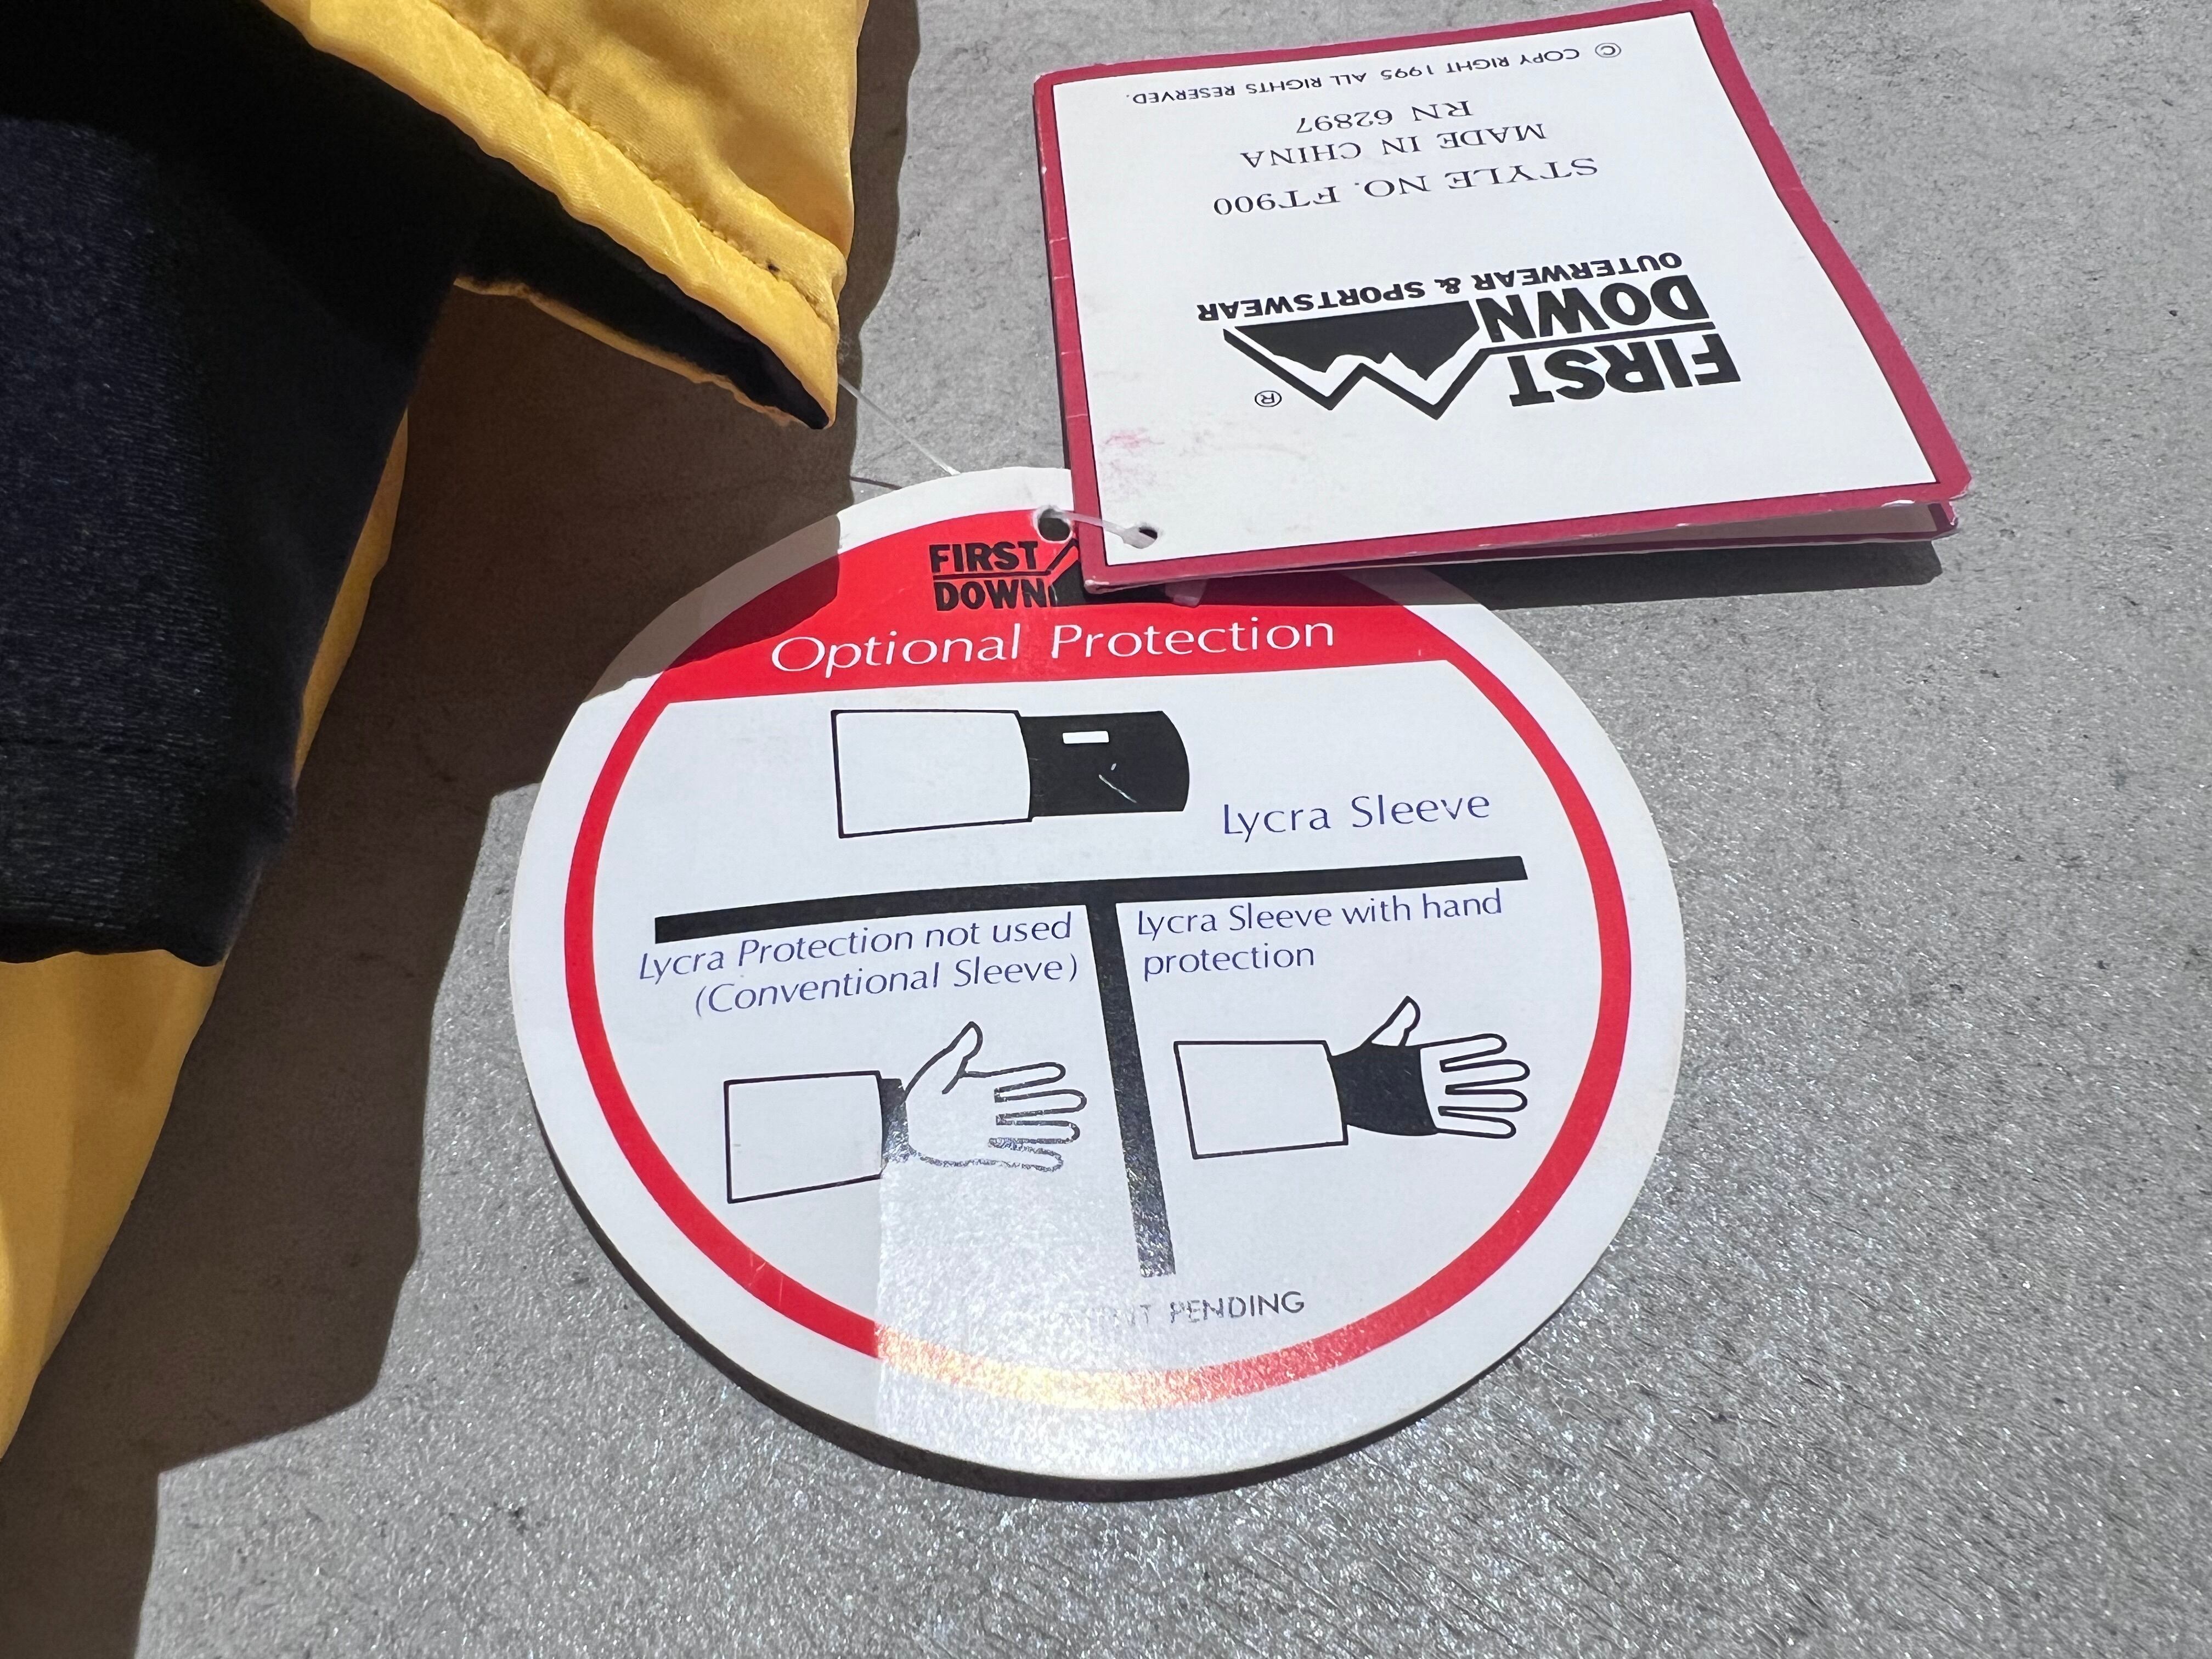 FIRST
DOWN
®
OUTERWEAR & SPORTSWEAR
STYLE NO. FT900
MADE IN CHINA
RN 62897
© COPY RIGHT 1995 ALL RIGHTS RESERVED.
FIRST
DOWN
Optional Protection
Lycra Sleeve
Lycra Protection not used
(Conventional Sleeve)
Lycra Sleeve with hand
protection
PENDING